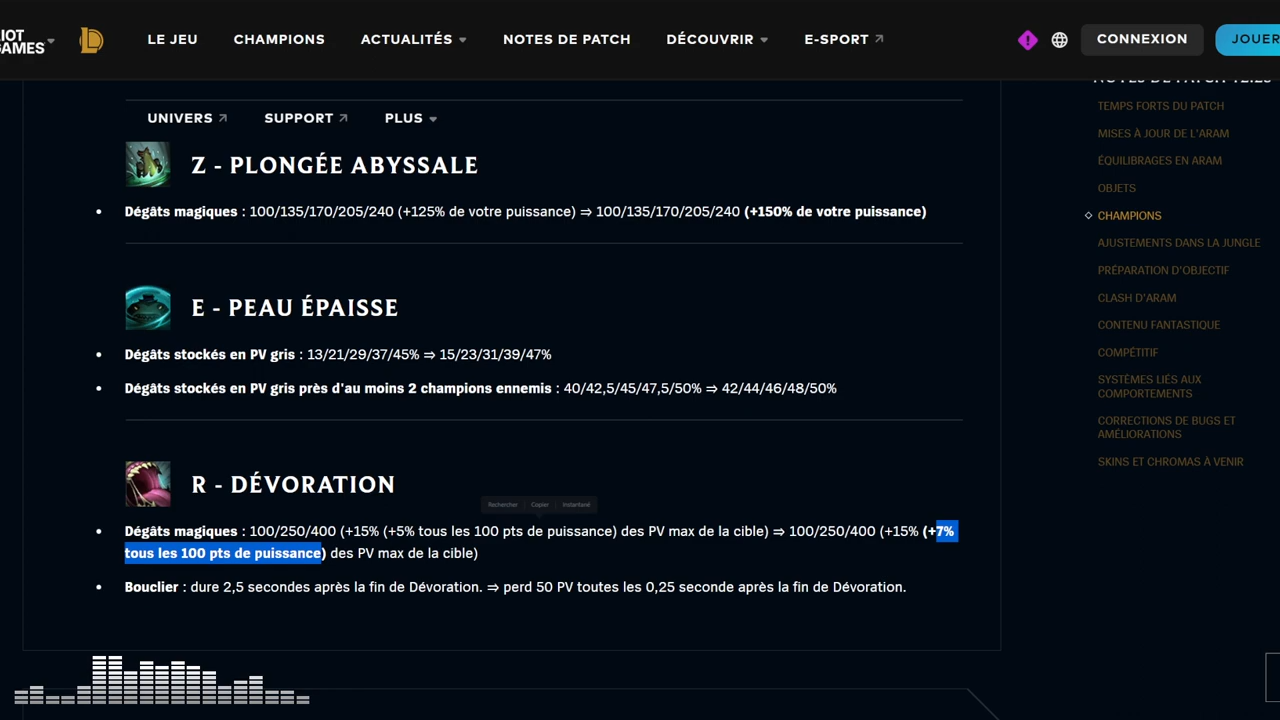 IOT
GAMES
LE JEU
CHAMPIONS
ACTUALITÉS
NOTES DE PATCH
DÉCOUVRIR
E-SPORT
CONNEXION
JOUER
UNIVERS
SUPPORT
PLUS
TEMPS FORTS DU PATCH
MISES À JOUR DE L'ARAM
ÉQUILIBRAGES EN ARAM
OBJETS
CHAMPIONS
AJUSTEMENTS DANS LA JUNGLE
PRÉPARATION D'OBJECTIF
CLASH D'ARAM
CONTENU FANTASTIQUE
COMPÉTITIF
SYSTÈMES LIÉS AUX
COMPORTEMENTS
CORRECTIONS DE BUGS ET
AMÉLIORATIONS
SKINS ET CHROMAS À VENIR
Z - PLONGÉE ABYSSALE
• Dégâts magiques : 100/135/170/205/240 (+125% de votre puissance) ⇒ 100/135/170/205/240 (+150% de votre puissance)
E - PEAU ÉPAISSE
• Dégâts stockés en PV gris : 13/21/29/37/45% ⇒ 15/23/31/39/47%
• Dégâts stockés en PV gris près d'au moins 2 champions ennemis : 40/42,5/45/47,5/50% ⇒ 42/44/46/48/50%
R - DÉVORATION
Rechercher Copier Instantané
• Dégâts magiques : 100/250/400 (+15% (+5% tous les 100 pts de puissance) des PV max de la cible) ⇒ 100/250/400 (+15% (+7%
tous les 100 pts de puissance) des PV max de la cible)
• Bouclier : dure 2,5 secondes après la fin de Dévoration. ⇒ perd 50 PV toutes les 0,25 seconde après la fin de Dévoration.